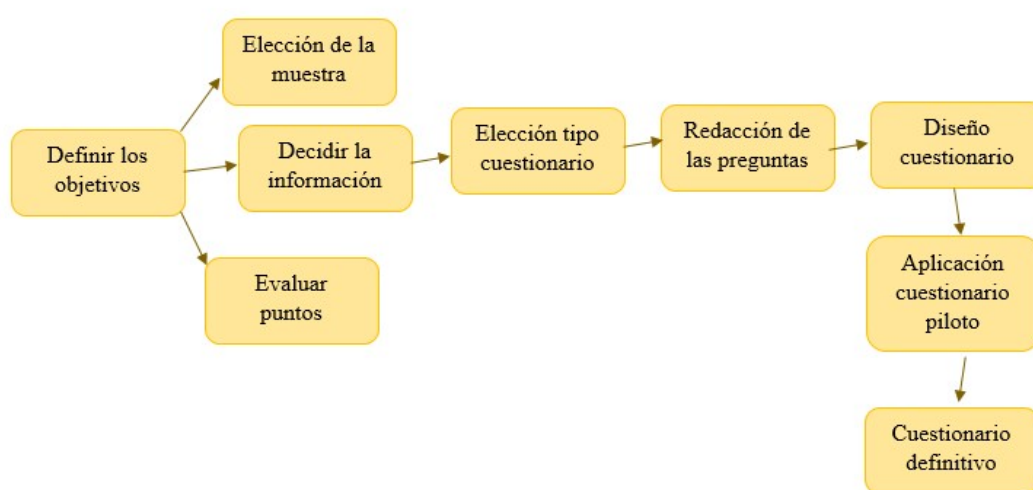 Elección de la
muestra
Definir los
objetivos
Decidir la
información
Elección tipo
cuestionario
Redacción de
las preguntas
Diseño
cuestionario
Evaluar
puntos
Aplicación
cuestionario
piloto
Cuestionario
definitivo